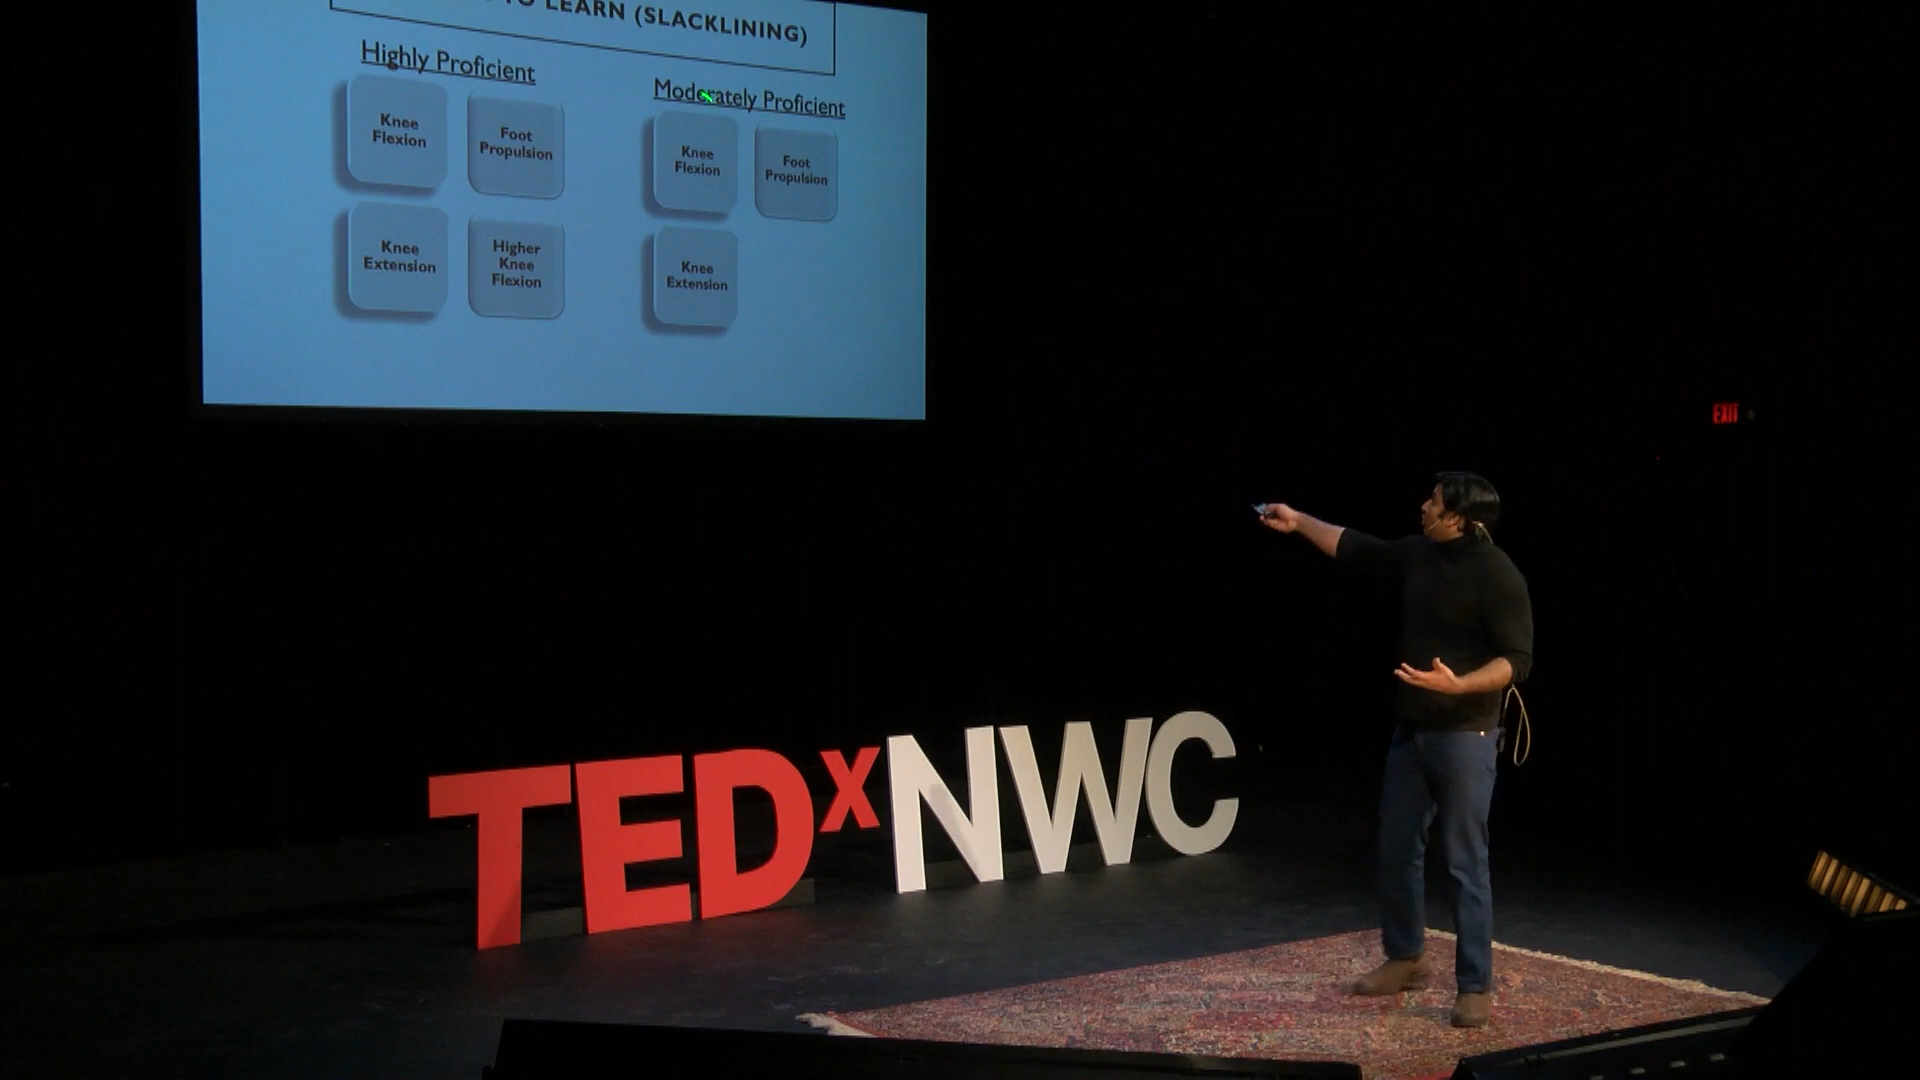 TO LEARN (SLACKLINING)
Highly Proficient
Moderately Proficient
Knee
Flexion
Foot
Propulsion
Knee
Extension
Higher
Knee
Flexion
Knee
Flexion
Foot
Propulsion
Knee
Extension
EXIT
TEDxNWC